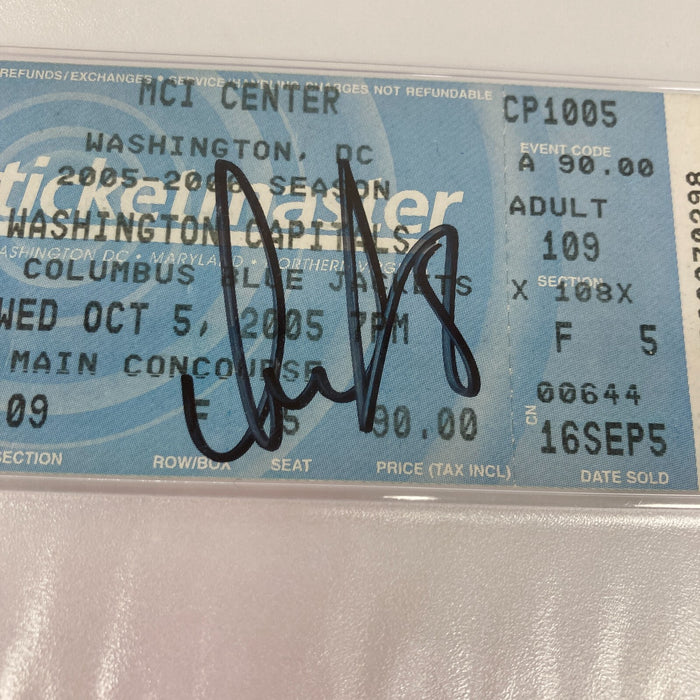 REFUNDS/EXCHANGES • SERVICE/HANDLING CHARGES NOT REFUNDABLE
MCI CENTER
WASHINGTON, DC
2005-2006 SEASON
ticketmaster
WASHINGTON CAPITALS
WASHINGTON DC • MARYLAND • NORTHERN
COLUMBUS BLUE JACKETS
WED OCT 5, 2005 7PM
MAIN CONCOURSE
09 F 5 90.00
SECTION ROW/BOX SEAT PRICE (TAX INCL)
CP1005
EVENT CODE
A 90.00
ADULT
109
SECTION
X 108X
F 5
CN 00644
16SEP5
DATE SOLD